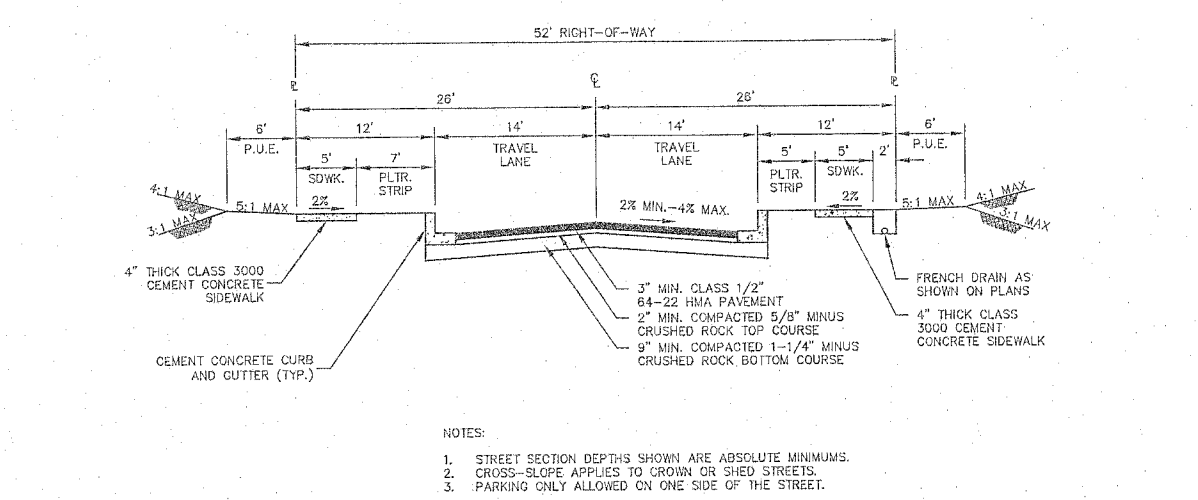 52' RIGHT-OF-WAY
PL
CL
PL
26'
26'
6'
12'
14'
14'
12'
6'
P.U.E.
TRAVEL
LANE
TRAVEL
LANE
P.U.E.
5'
7'
5'
5'
2'
SDWK.
PLTR.
STRIP
PLTR.
STRIP
SDWK.
4:1 MAX
5:1 MAX
2%
2% MIN.-4% MAX.
2%
5:1 MAX
4:1 MAX
3:1 MAX
3:1 MAX
4" THICK CLASS 3000
CEMENT CONCRETE
SIDEWALK
3" MIN. CLASS 1/2"
64-22 HMA PAVEMENT
2" MIN. COMPACTED 5/8" MINUS
CRUSHED ROCK TOP COURSE
9" MIN. COMPACTED 1-1/4" MINUS
CRUSHED ROCK BOTTOM COURSE
FRENCH DRAIN AS
SHOWN ON PLANS
4" THICK CLASS
3000 CEMENT
CONCRETE SIDEWALK
CEMENT CONCRETE CURB
AND GUTTER (TYP.)
NOTES:
1. STREET SECTION DEPTHS SHOWN ARE ABSOLUTE MINIMUMS.
2. CROSS-SLOPE APPLIES TO CROWN OR SHED STREETS.
3. PARKING ONLY ALLOWED ON ONE SIDE OF THE STREET.